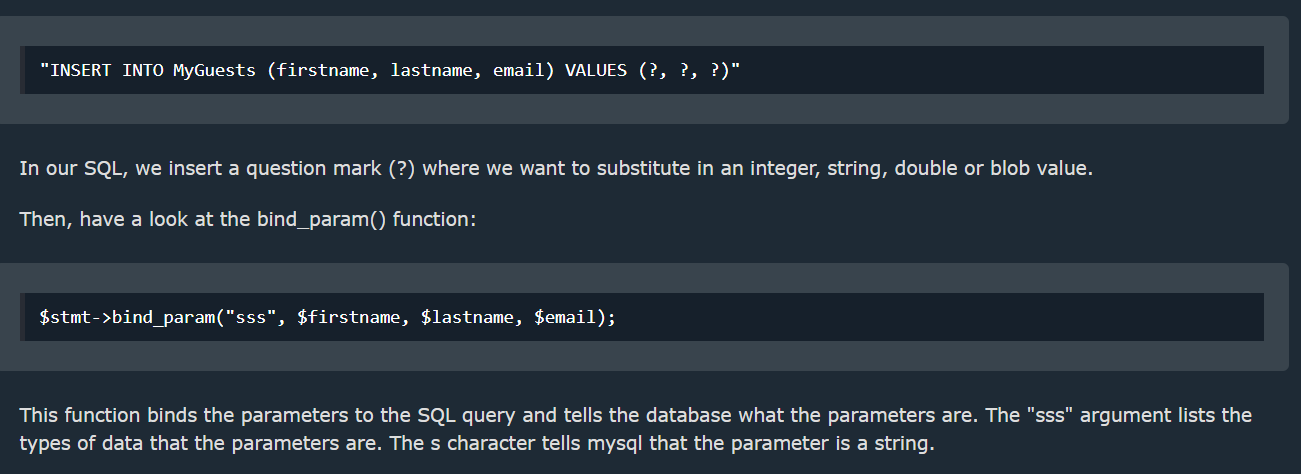 "INSERT INTO MyGuests (firstname, lastname, email) VALUES (?, ?, ?)"
In our SQL, we insert a question mark (?) where we want to substitute in an integer, string, double or blob value.
Then, have a look at the bind_param() function:
$stmt->bind_param("sss", $firstname, $lastname, $email);
This function binds the parameters to the SQL query and tells the database what the parameters are. The "sss" argument lists the
types of data that the parameters are. The s character tells mysql that the parameter is a string.